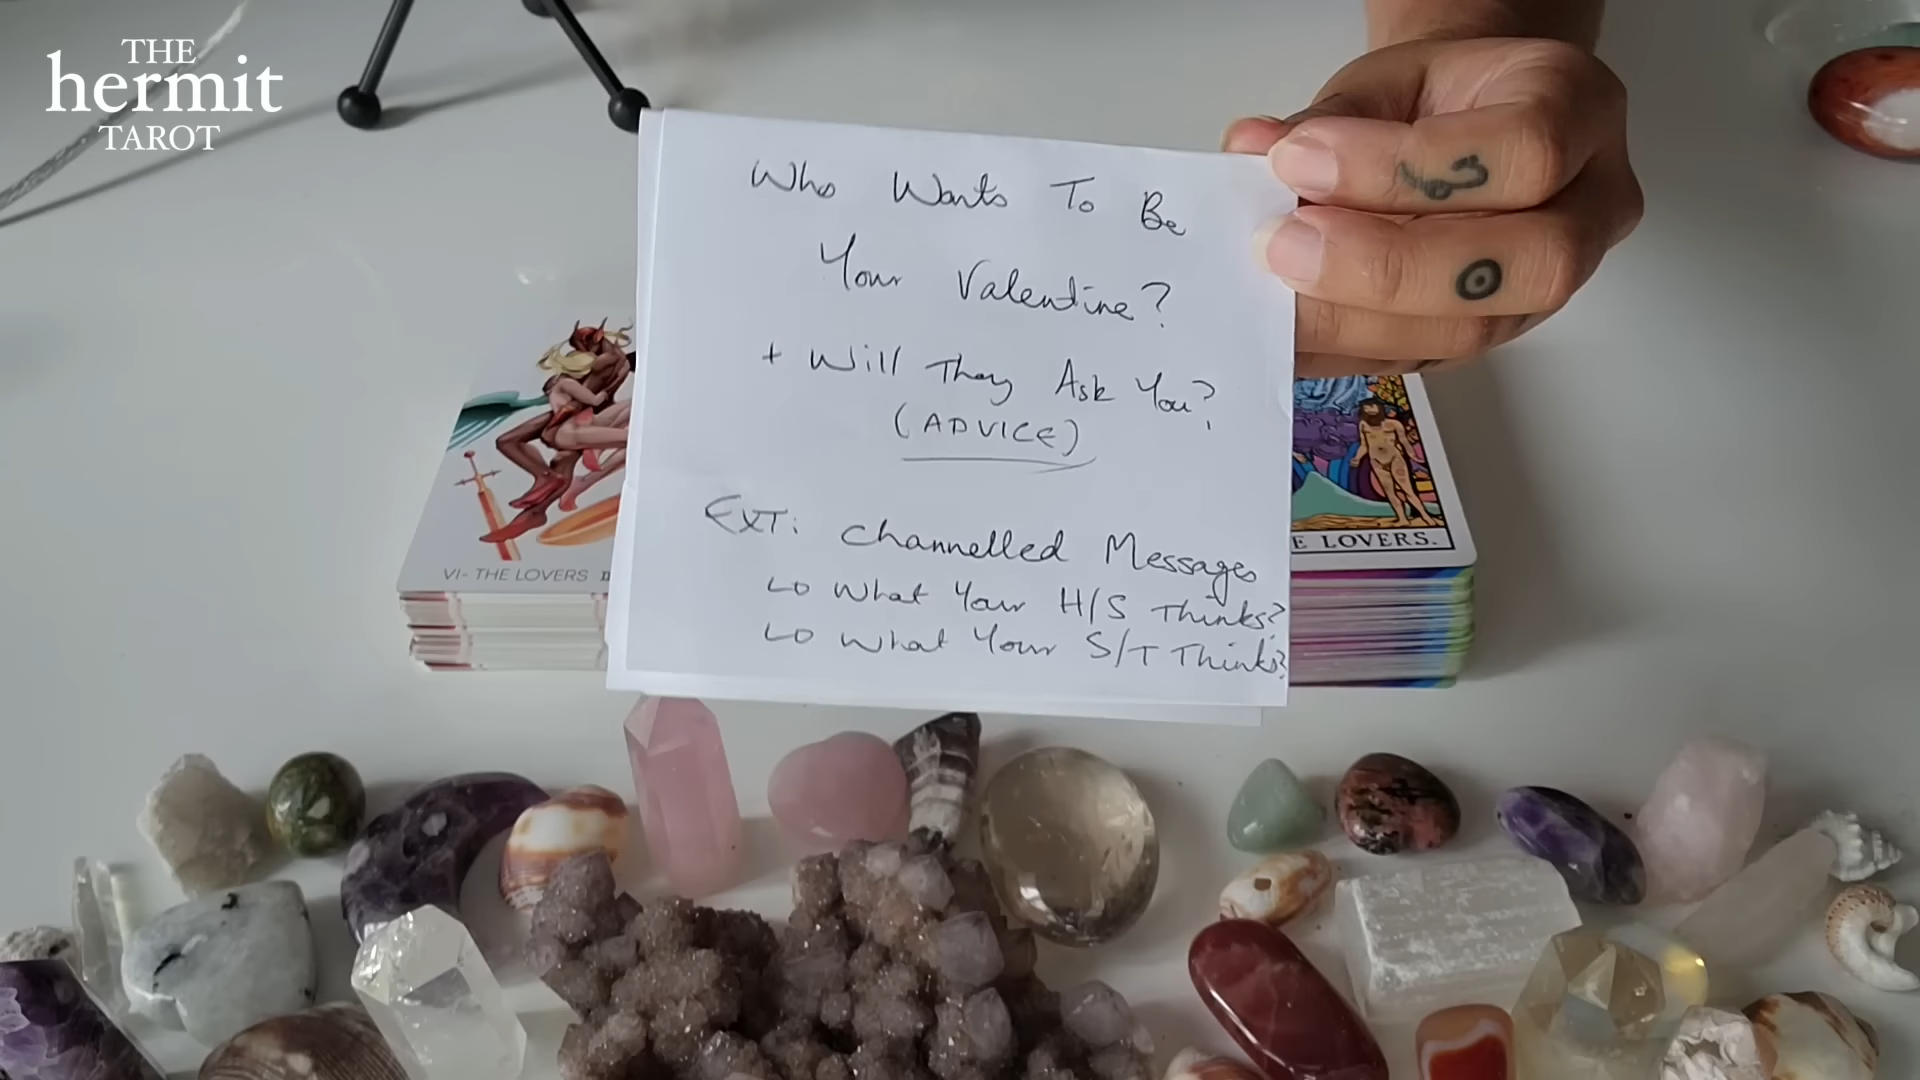 THE
hermit
TAROT
Who Wants To Be
Your Valentine?
+ Will They Ask You?
(ADVICE)
EXT: Channelled Messages
↳ What Your H/S Thinks?
↳ What Your S/T Thinks?
VI- THE LOVERS II
E LOVERS.